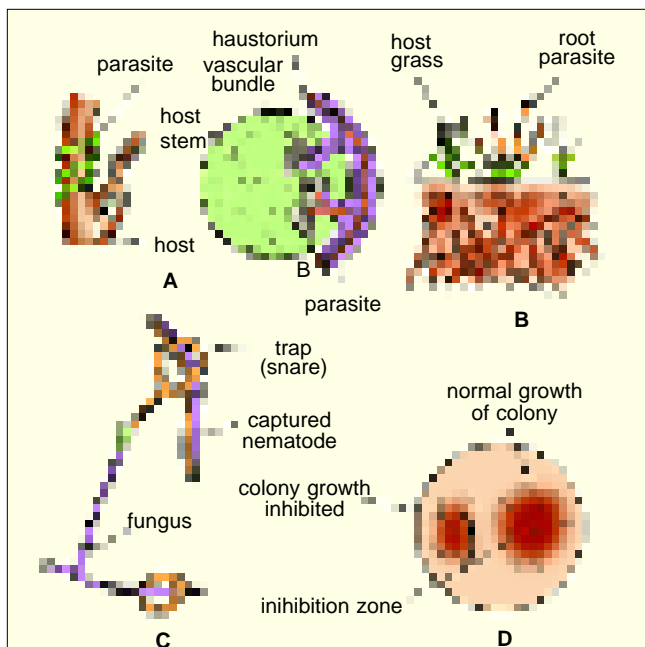 haustorium
vascular
bundle
parasite
host
stem
host
A
B
parasite
host
grass
root
parasite
B
trap
(snare)
captured
nematode
fungus
C
normal growth
of colony
colony growth
inhibited
inihibition zone
D